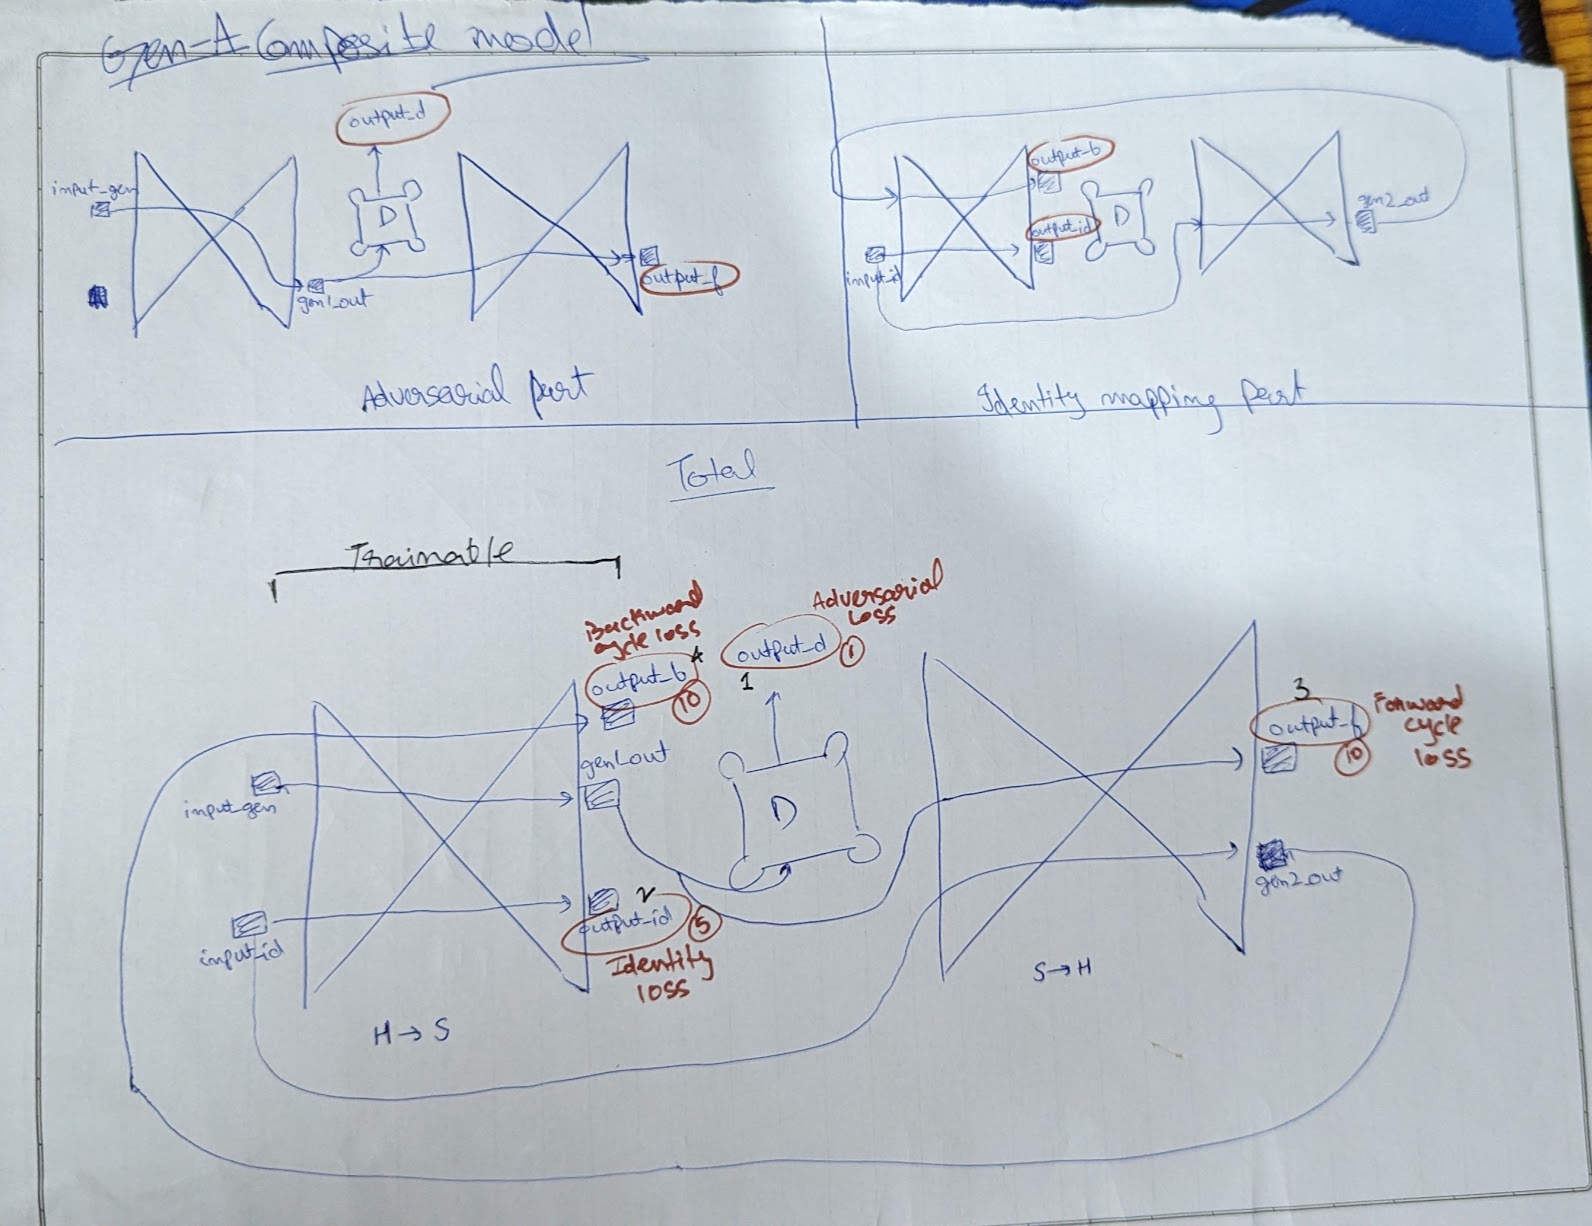 Gen-A Composite model
output_d
input_gen
D
gen1_out
output_f
Adversarial part
output_b
output_id
D
gen2_out
input_id
Identity mapping part
Total
Trainable
Backward
cycle loss
output_b
4
10
Adversarial
Loss
output_d
1
1
3
output_f
10
Forward
cycle
loss
gen1_out
input_gen
D
gen2_out
2
output_id
5
input_id
Identity
loss
S→H
H→S